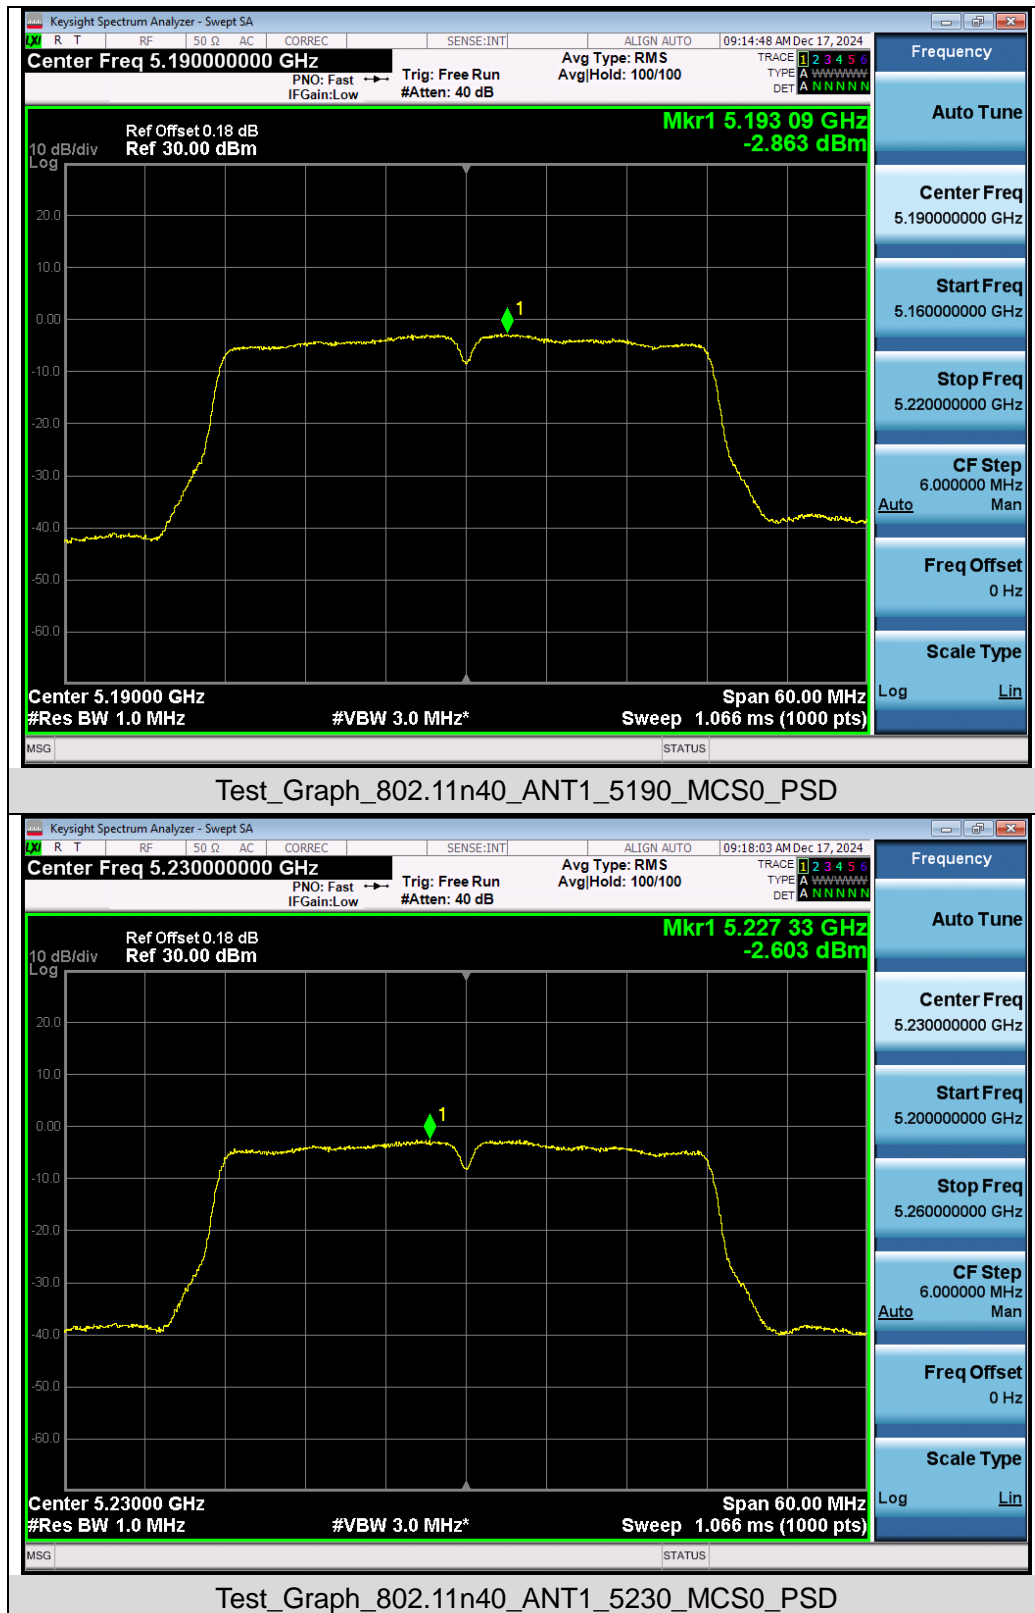 Keysight Spectrum Analyzer - Swept SA
LXI R T RF 50 Ω AC CORREC SENSE:INT ALIGN AUTO 09:14:48 AM Dec 17, 2024
Center Freq 5.190000000 GHz
PNO: Fast
IFGain:Low
Trig: Free Run
#Atten: 40 dB
Avg Type: RMS
Avg|Hold: 100/100
TRACE 1 2 3 4 5 6
TYPE A WWWWW
DET A N N N N N
Frequency
Ref Offset 0.18 dB
Ref 30.00 dBm
10 dB/div
Log
Mkr1 5.193 09 GHz
-2.863 dBm
20.0
10.0
0.00
-10.0
-20.0
-30.0
-40.0
-50.0
-60.0
1
Center 5.19000 GHz
Span 60.00 MHz
#Res BW 1.0 MHz
#VBW 3.0 MHz*
Sweep 1.066 ms (1000 pts)
Auto Tune
Center Freq
5.190000000 GHz
Start Freq
5.160000000 GHz
Stop Freq
5.220000000 GHz
CF Step
6.000000 MHz
Auto Man
Freq Offset
0 Hz
Scale Type
Log Lin
MSG STATUS
Test_Graph_802.11n40_ANT1_5190_MCS0_PSD
Keysight Spectrum Analyzer - Swept SA
LXI R T RF 50 Ω AC CORREC SENSE:INT ALIGN AUTO 09:18:03 AM Dec 17, 2024
Center Freq 5.230000000 GHz
PNO: Fast
IFGain:Low
Trig: Free Run
#Atten: 40 dB
Avg Type: RMS
Avg|Hold: 100/100
TRACE 1 2 3 4 5 6
TYPE A WWWWW
DET A N N N N N
Frequency
Ref Offset 0.18 dB
Ref 30.00 dBm
10 dB/div
Log
Mkr1 5.227 33 GHz
-2.603 dBm
20.0
10.0
0.00
-10.0
-20.0
-30.0
-40.0
-50.0
-60.0
1
Center 5.23000 GHz
Span 60.00 MHz
#Res BW 1.0 MHz
#VBW 3.0 MHz*
Sweep 1.066 ms (1000 pts)
Auto Tune
Center Freq
5.230000000 GHz
Start Freq
5.200000000 GHz
Stop Freq
5.260000000 GHz
CF Step
6.000000 MHz
Auto Man
Freq Offset
0 Hz
Scale Type
Log Lin
MSG STATUS
Test_Graph_802.11n40_ANT1_5230_MCS0_PSD